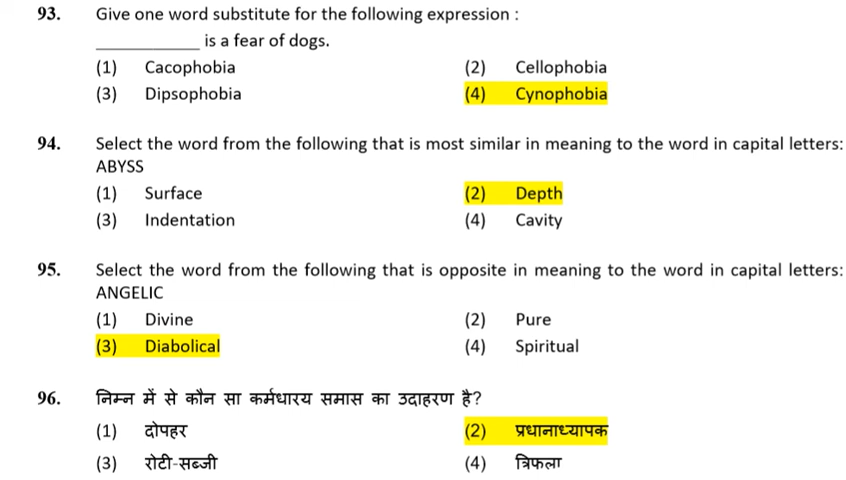 93. Give one word substitute for the following expression :
____________ is a fear of dogs.
(1) Cacophobia (2) Cellophobia
(3) Dipsophobia (4) Cynophobia
94. Select the word from the following that is most similar in meaning to the word in capital letters:
ABYSS
(1) Surface (2) Depth
(3) Indentation (4) Cavity
95. Select the word from the following that is opposite in meaning to the word in capital letters:
ANGELIC
(1) Divine (2) Pure
(3) Diabolical (4) Spiritual
96. निम्न में से कौन सा कर्मधारय समास का उदाहरण है?
(1) दोपहर (2) प्रधानाध्यापक
(3) रोटी-सब्जी (4) त्रिफला